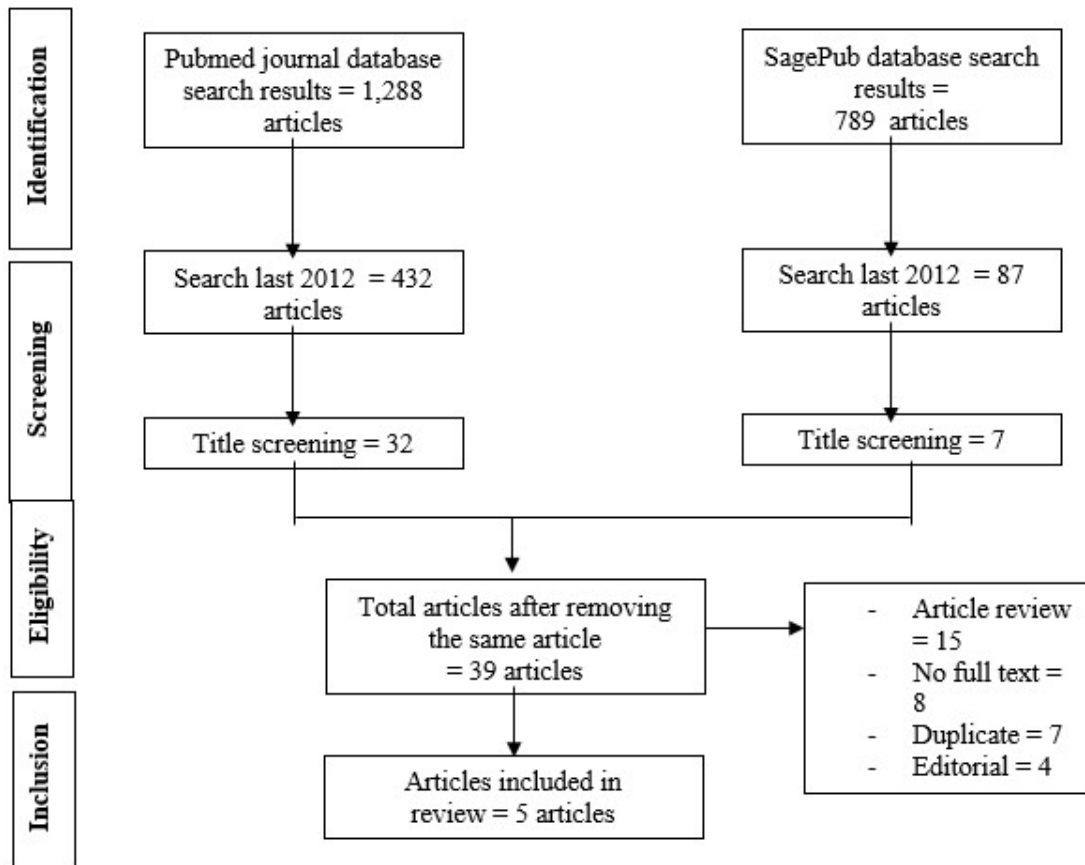 Identification
Pubmed journal database
search results = 1,288
articles
SagePub database search
results =
789 articles
Screening
Search last 2012 = 432
articles
Search last 2012 = 87
articles
Title screening = 32
Title screening = 7
Eligibility
Total articles after removing
the same article
= 39 articles
- Article review
= 15
- No full text =
8
- Duplicate = 7
- Editorial = 4
Inclusion
Articles included in
review = 5 articles